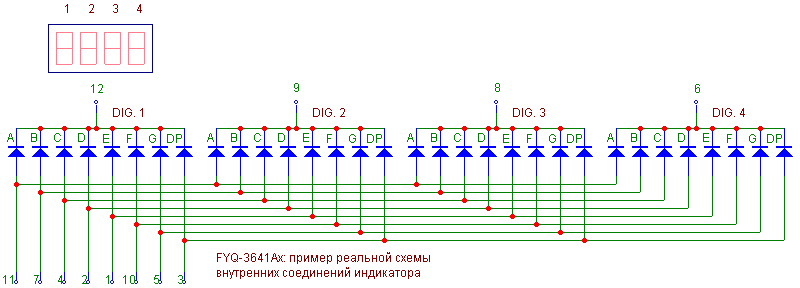 1 2 3 4
12 9 8 6
DIG. 1 DIG. 2 DIG. 3 DIG. 4
A B C D E F G DP A B C D E F G DP A B C D E F G DP A B C D E F G DP
FYQ-3641Ax: пример реальной схемы
внутренних соединений индикатора
11 7 4 2 1 10 5 3